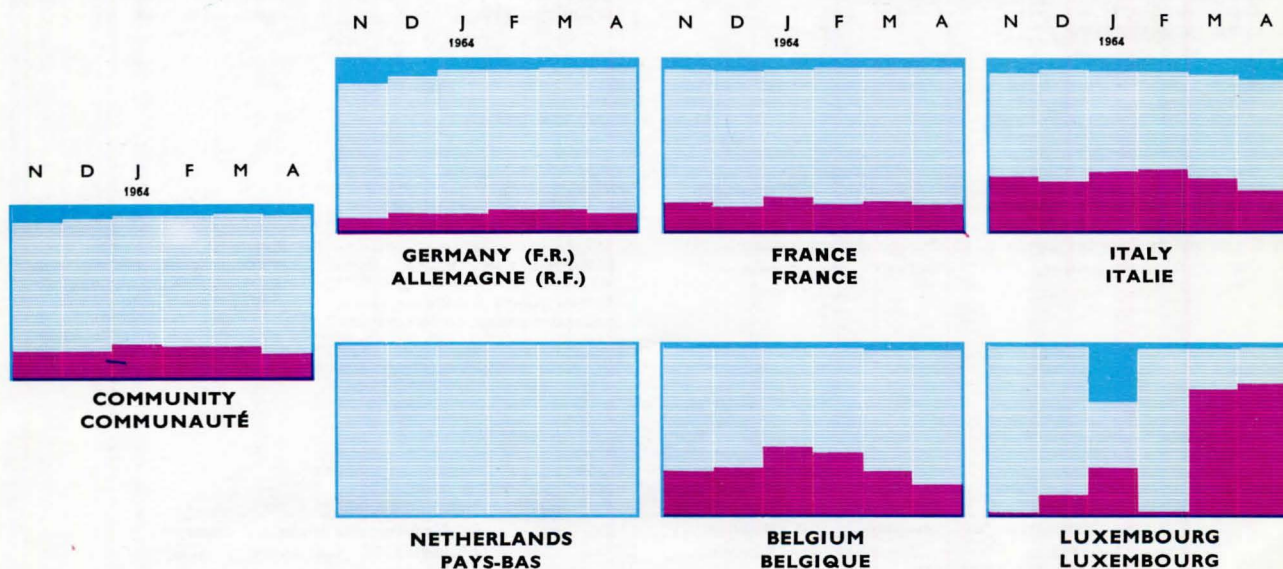 N D J F M A
1964
N D J F M A
1964
N D J F M A
1964
GERMANY (F.R.)
ALLEMAGNE (R.F.)
FRANCE
FRANCE
ITALY
ITALIE
N D J F M A
1964
COMMUNITY
COMMUNAUTÉ
NETHERLANDS
PAYS-BAS
BELGIUM
BELGIQUE
LUXEMBOURG
LUXEMBOURG